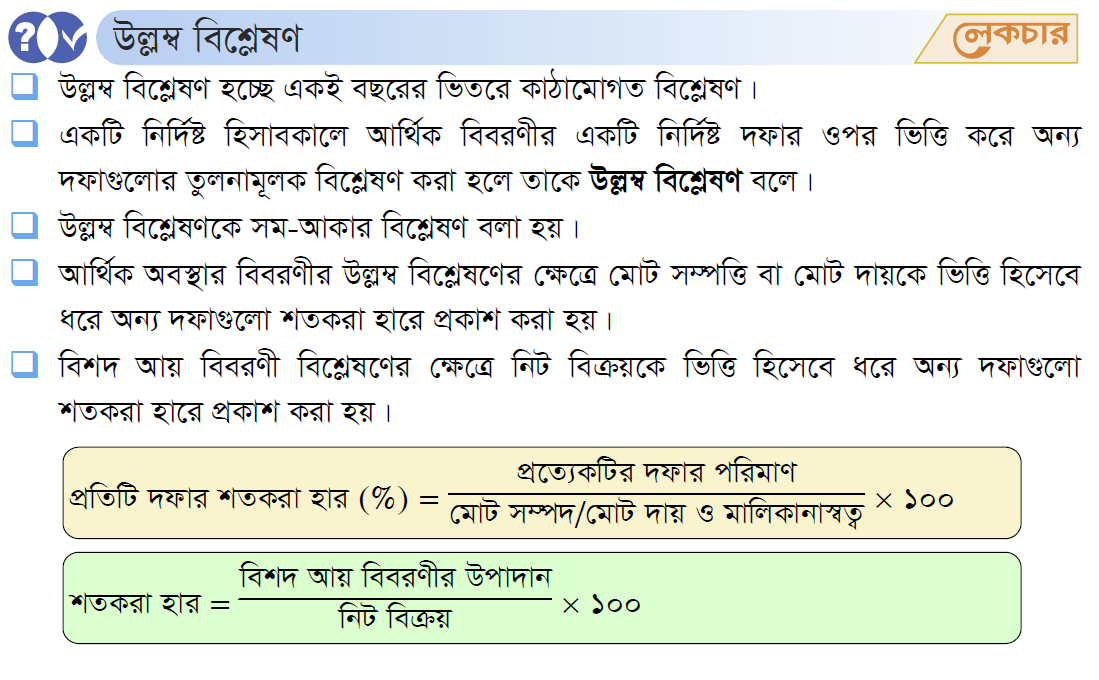 উল্লম্ব বিশ্লেষণ
লেকচার
উল্লম্ব বিশ্লেষণ হচ্ছে একই বছরের ভিতরে কাঠামোগত বিশ্লেষণ।
একটি নির্দিষ্ট হিসাবকালে আর্থিক বিবরণীর একটি নির্দিষ্ট দফার ওপর ভিত্তি করে অন্য
দফাগুলোর তুলনামূলক বিশ্লেষণ করা হলে তাকে উল্লম্ব বিশ্লেষণ বলে।
উল্লম্ব বিশ্লেষণকে সম-আকার বিশ্লেষণ বলা হয়।
আর্থিক অবস্থার বিবরণীর উল্লম্ব বিশ্লেষণের ক্ষেত্রে মোট সম্পত্তি বা মোট দায়কে ভিত্তি হিসেবে
ধরে অন্য দফাগুলো শতকরা হারে প্রকাশ করা হয়।
বিশদ আয় বিবরণী বিশ্লেষণের ক্ষেত্রে নিট বিক্রয়কে ভিত্তি হিসেবে ধরে অন্য দফাগুলো
শতকরা হারে প্রকাশ করা হয়।
প্রতিটি দফার শতকরা হার (%) = প্রত্যেকটির দফার পরিমাণ / মোট সম্পদ/মোট দায় ও মালিকানাস্বত্ব × ১০০
শতকরা হার = বিশদ আয় বিবরণীর উপাদান / নিট বিক্রয় × ১০০